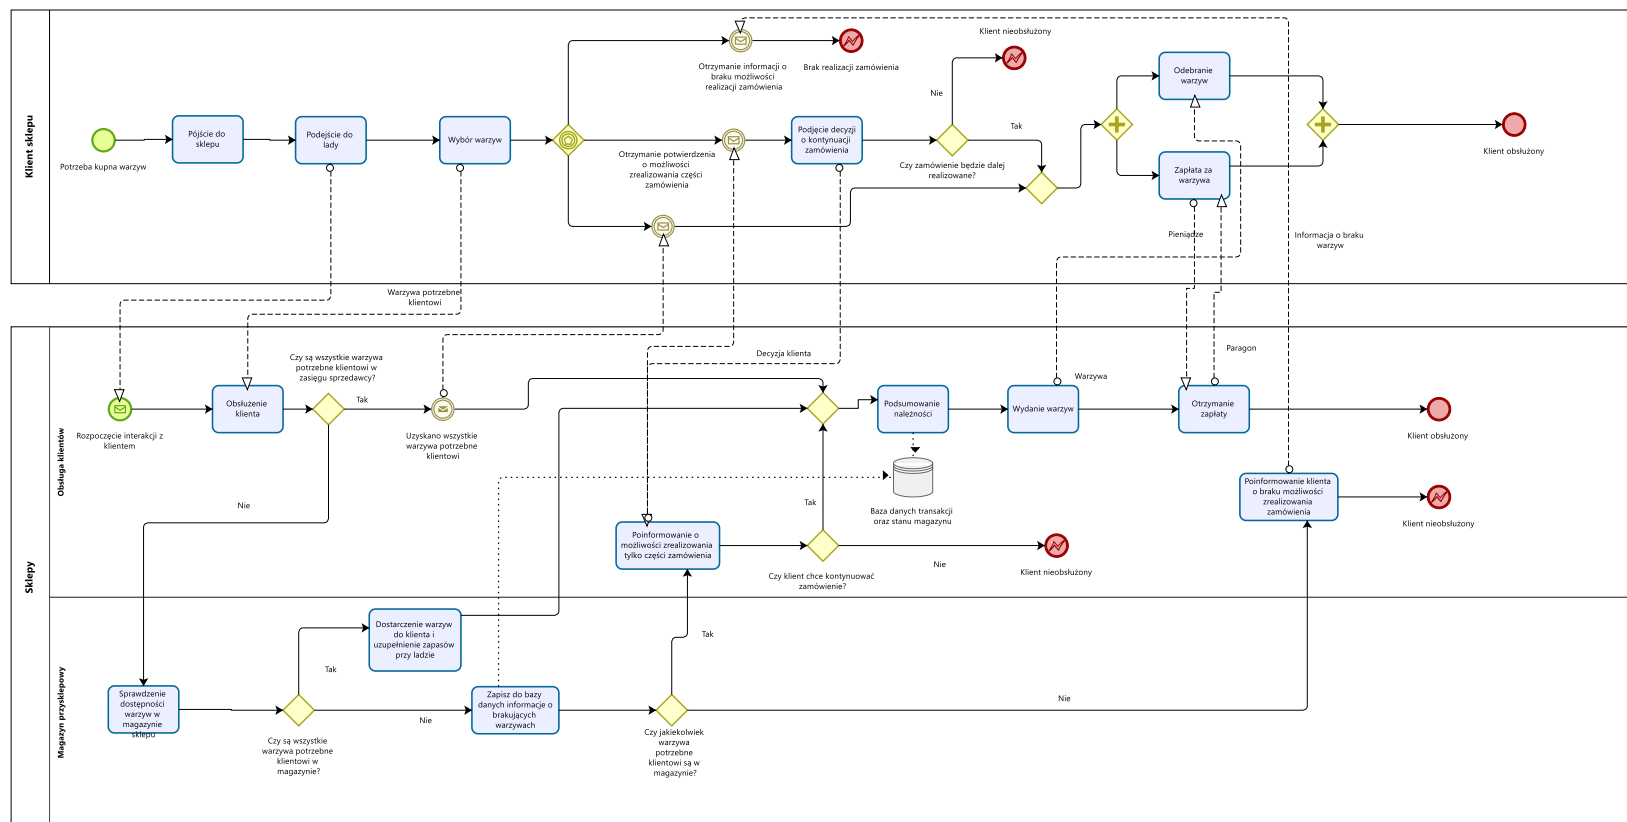 Klient sklepu
Potrzeba kupna warzyw
Pójście do
sklepu
Podejście do
lady
Wybór warzyw
Otrzymanie informacji o
braku możliwości
realizacji zamówienia
Brak realizacji zamówienia
Otrzymanie potwierdzenia
o możliwości
zrealizowania części
zamówienia
Podjęcie decyzji
o kontynuacji
zamówienia
Klient nieobsłużony
Nie
Tak
Czy zamówienie będzie dalej
realizowane?
Odebranie
warzyw
Zapłata za
warzywa
Klient obsłużony
Pieniądze
Informacja o braku
warzyw
Warzywa potrzebne
klientowi
Sklepy
Obsługa klientów
Rozpoczęcie interakcji z
klientem
Obsłużenie
klienta
Czy są wszystkie warzywa
potrzebne klientowi w
zasięgu sprzedawcy?
Tak
Nie
Uzyskano wszystkie
warzywa potrzebne
klientowi
Decyzja klienta
Podsumowanie
należności
Wydanie warzyw
Warzywa
Otrzymanie
zapłaty
Paragon
Klient obsłużony
Baza danych transakcji
oraz stanu magazynu
Poinformowanie klienta
o braku możliwości
zrealizowania
zamówienia
Klient nieobsłużony
Poinformowanie o
możliwości zrealizowania
tylko części zamówienia
Tak
Czy klient chce kontynuować
zamówienie?
Nie
Klient nieobsłużony
Magazyn przysklepowy
Sprawdzenie
dostępności
warzyw w
magazynie
sklepu
Czy są wszystkie
warzywa potrzebne
klientowi w
magazynie?
Tak
Nie
Dostarczenie warzyw
do klienta i
uzupełnienie zapasów
przy ladzie
Zapisz do bazy
danych informacje o
brakujących
warzywach
Czy jakiekolwiek
warzywa
potrzebne
klientowi są w
magazynie?
Tak
Nie